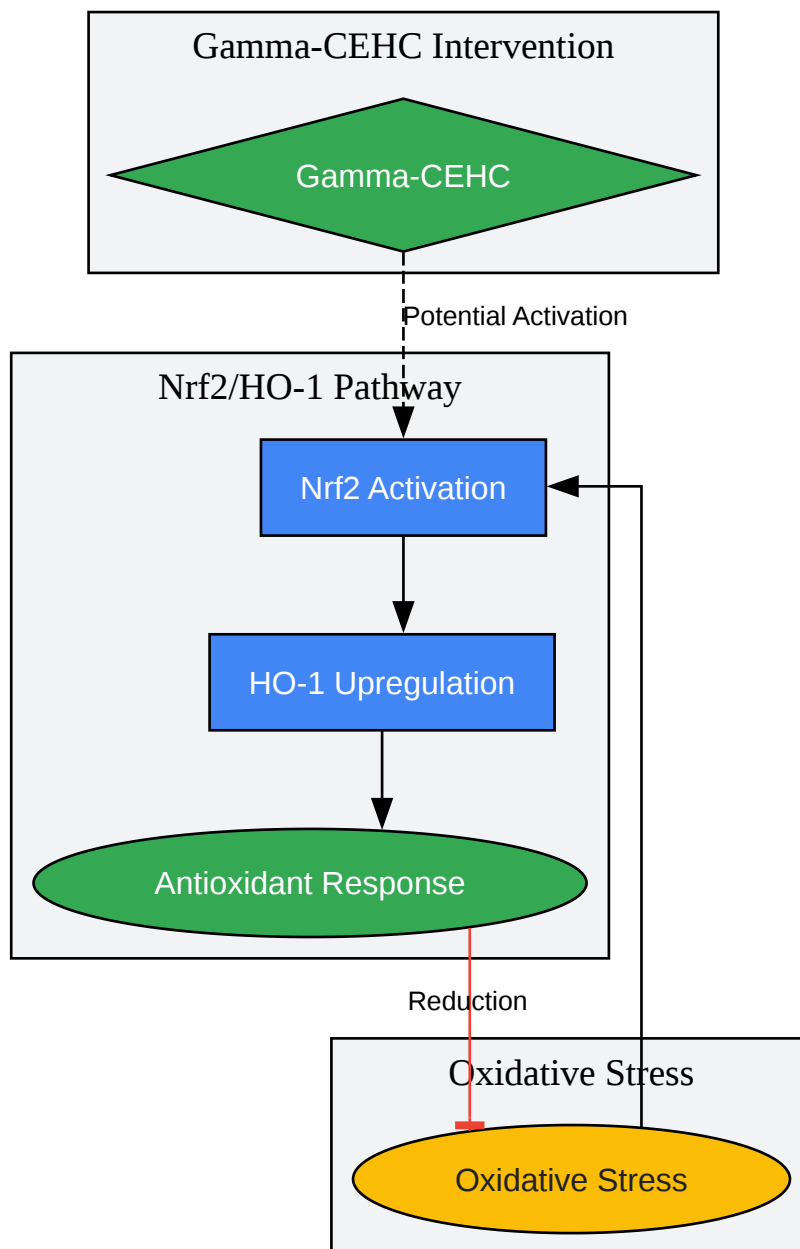 Gamma-CEHC Intervention
Gamma-CEHC
Potential Activation
Nrf2/HO-1 Pathway
Nrf2 Activation
HO-1 Upregulation
Antioxidant Response
Reduction
Oxidative Stress
Oxidative Stress